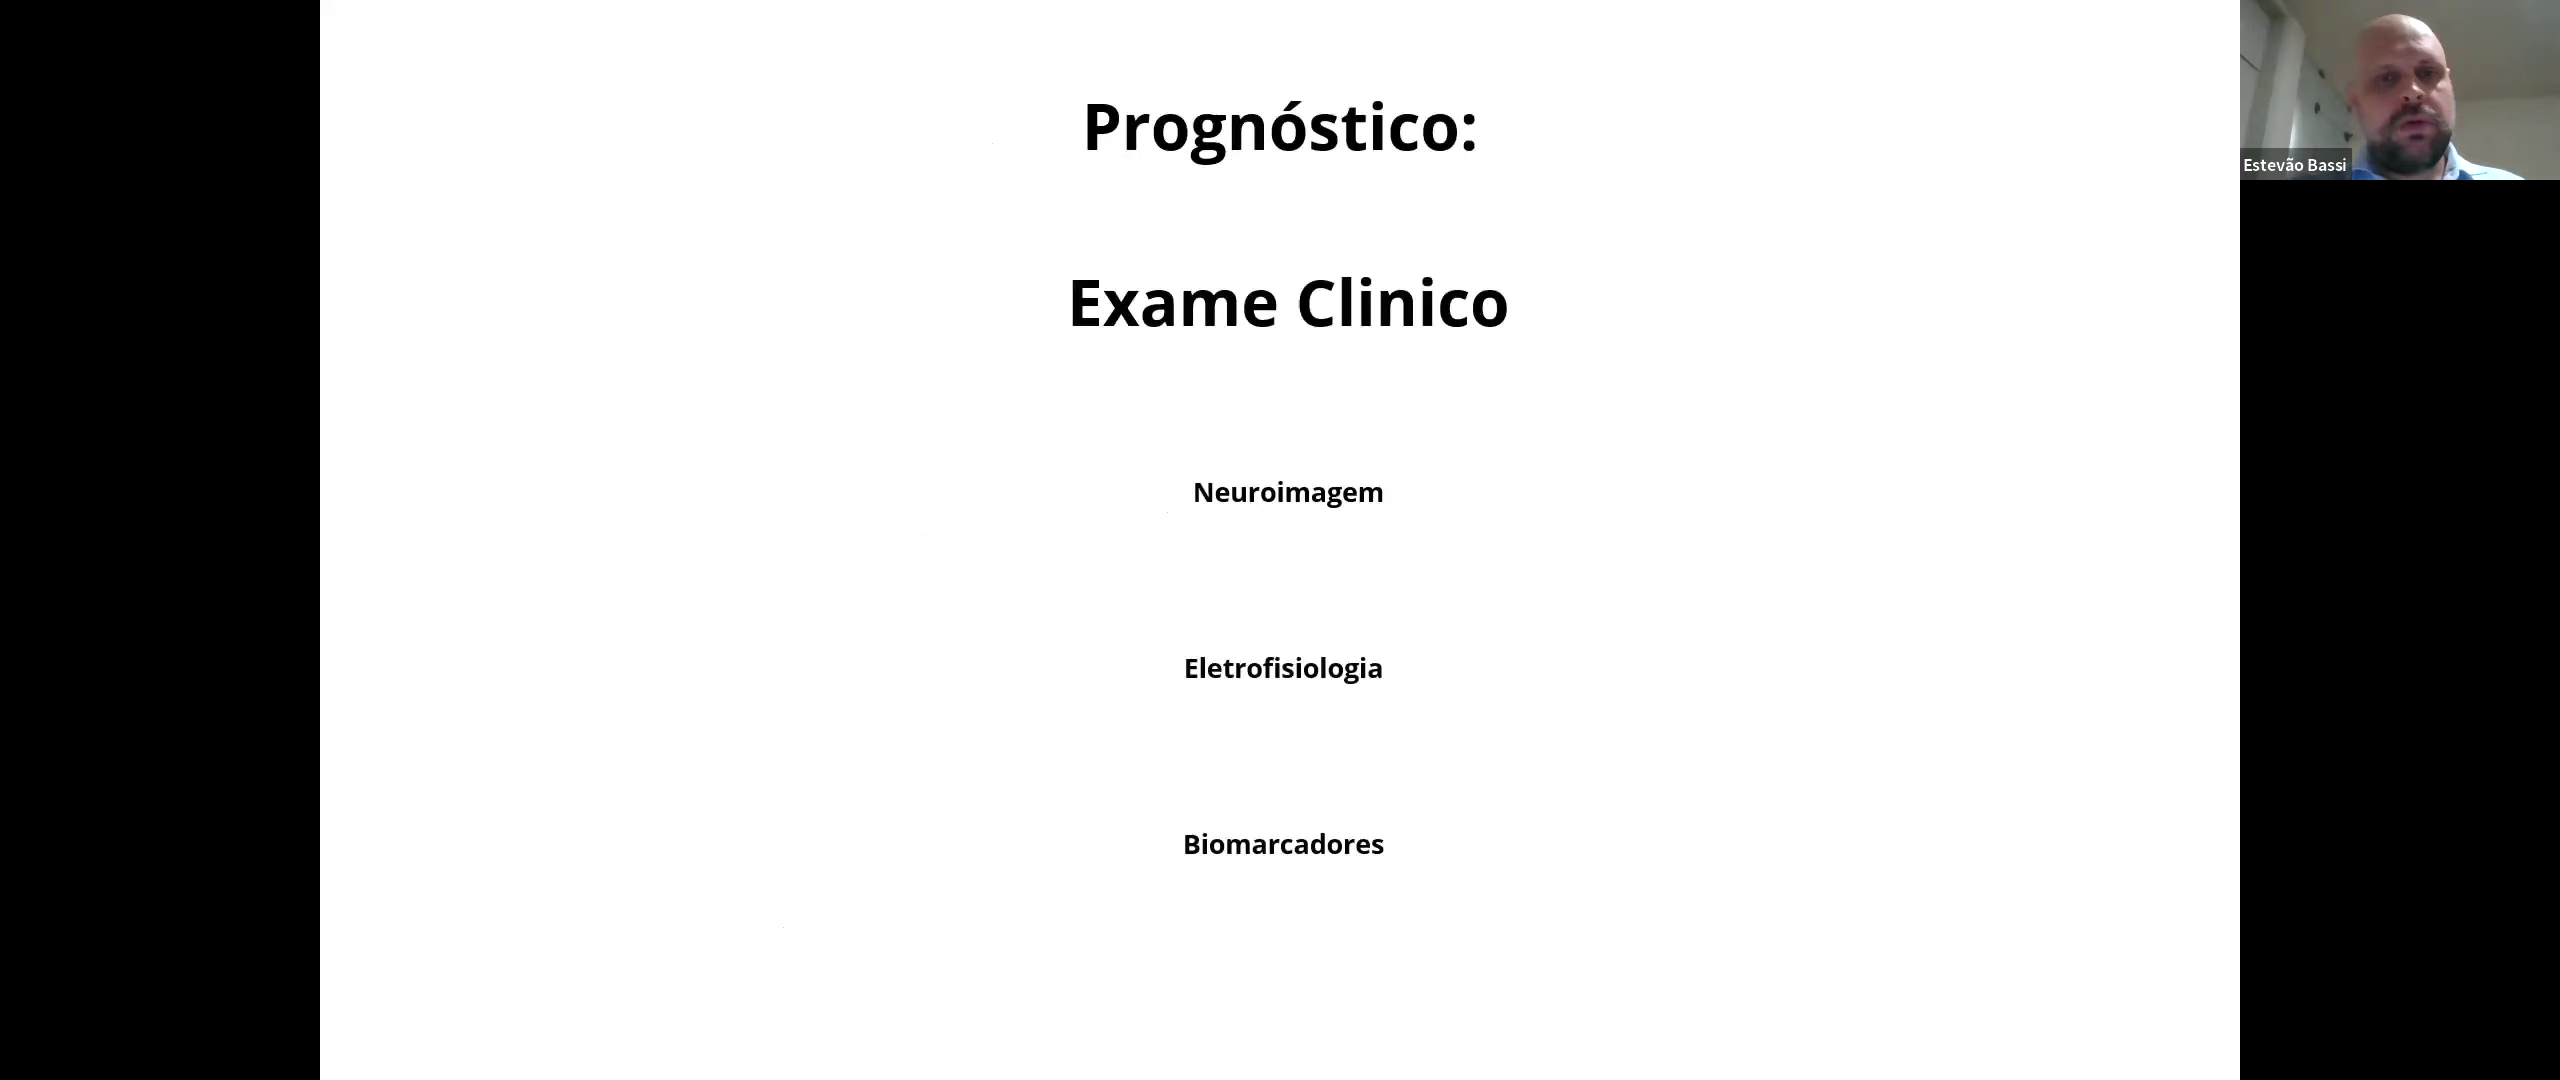 Prognóstico:
Exame Clinico
Neuroimagem
Eletrofisiologia
Biomarcadores
Estevão Bassi